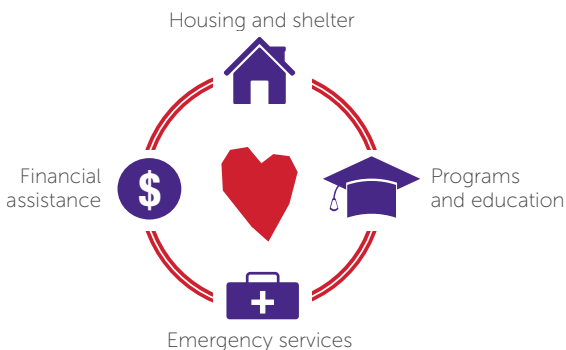 Housing and shelter
Financial
assistance
$
Programs
and education
Emergency services